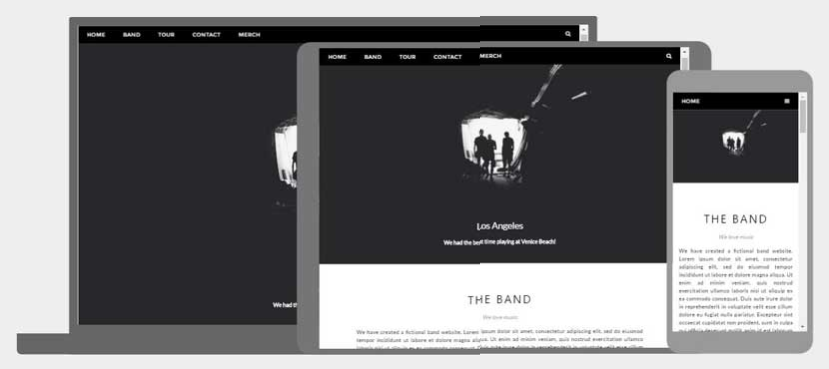 HOME BAND TOUR CONTACT MERCH
We had t
HOME BAND TOUR CONTACT MERCH
Los Angeles
We had the best time playing at Venice Beach!
THE BAND
We love music
We have created a fictional band website. Lorem ipsum dolor sit amet, consectetur adipiscing elit, sed do eiusmod
tempor incididunt ut labore et dolore magna aliqua. Ut enim ad minim veniam, quis nostrud exercitation ullamco
HOME
THE BAND
We love music
We have created a fictional band website.
Lorem ipsum dolor sit amet, consectetur
adipiscing elit, sed do eiusmod tempor
incididunt ut labore et dolore magna aliqua. Ut
enim ad minim veniam, quis nostrud
exercitation ullamco laboris nisi ut aliquip ex
ea commodo consequat. Duis aute irure dolor
in reprehenderit in voluptate velit esse cillum
dolore eu fugiat nulla pariatur. Excepteur sint
occaecat cupidatat non proident, sunt in culpa